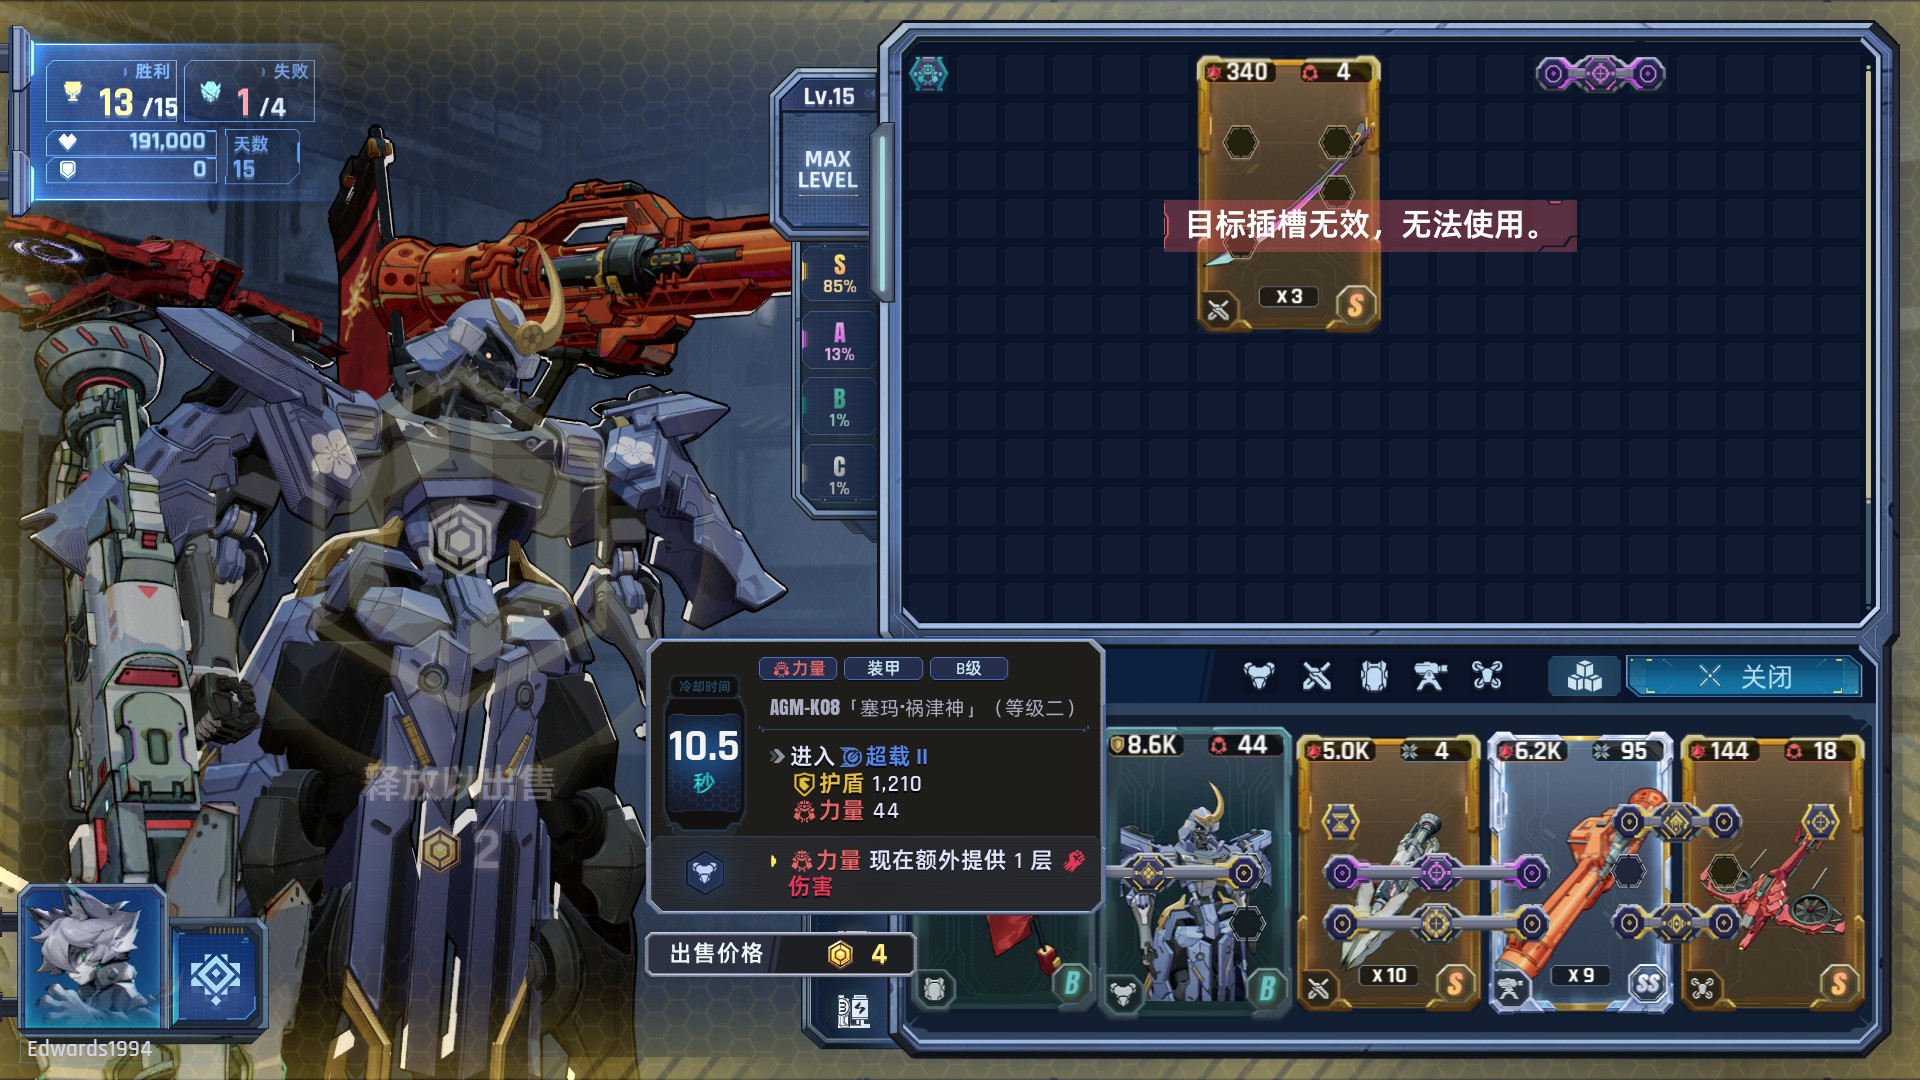 胜利
13 /15
失败
1 /4
191,000
0
天数
15
Lv.15
MAX
LEVEL
S
85%
A
13%
B
1%
C
1%
340
4
目标插槽无效，无法使用。
x 3
S
释放以出售
2
力量
装甲
B级
冷却时间
10.5
秒
AGM-K08「塞玛·祸津神」（等级二）
进入 超载 II
护盾 1,210
力量 44
力量 现在额外提供 1 层
伤害
出售价格
4
关闭
B
8.6K
44
B
5.0K
4
x 10
S
6.2K
95
x 9
SS
144
18
S
Edwards1994